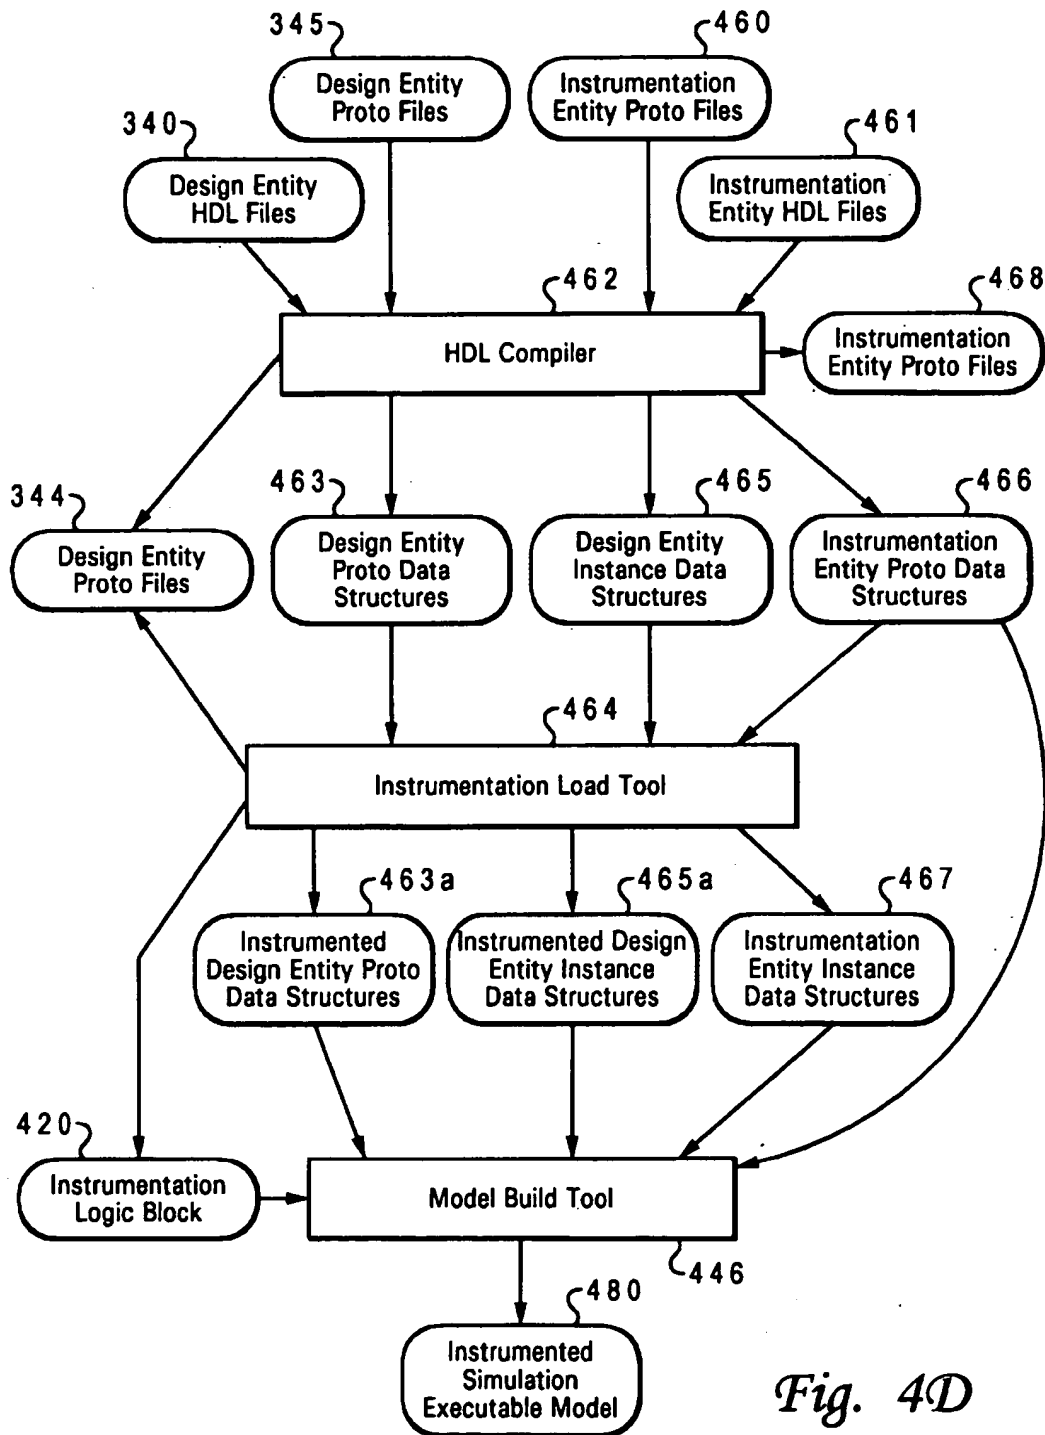 345
460
Design Entity
Proto Files
Instrumentation
Entity Proto Files
340
461
Design Entity
HDL Files
Instrumentation
Entity HDL Files
462
468
HDL Compiler
Instrumentation
Entity Proto Files
344
463
465
466
Design Entity
Proto Files
Design Entity
Proto Data
Structures
Design Entity
Instance Data
Structures
Instrumentation
Entity Proto Data
Structures
464
Instrumentation Load Tool
463a
465a
467
Instrumented
Design Entity Proto
Data Structures
Instrumented Design
Entity Instance
Data Structures
Instrumentation
Entity Instance
Data Structures
420
Instrumentation
Logic Block
Model Build Tool
446
480
Instrumented
Simulation
Executable Model
Fig. 4D